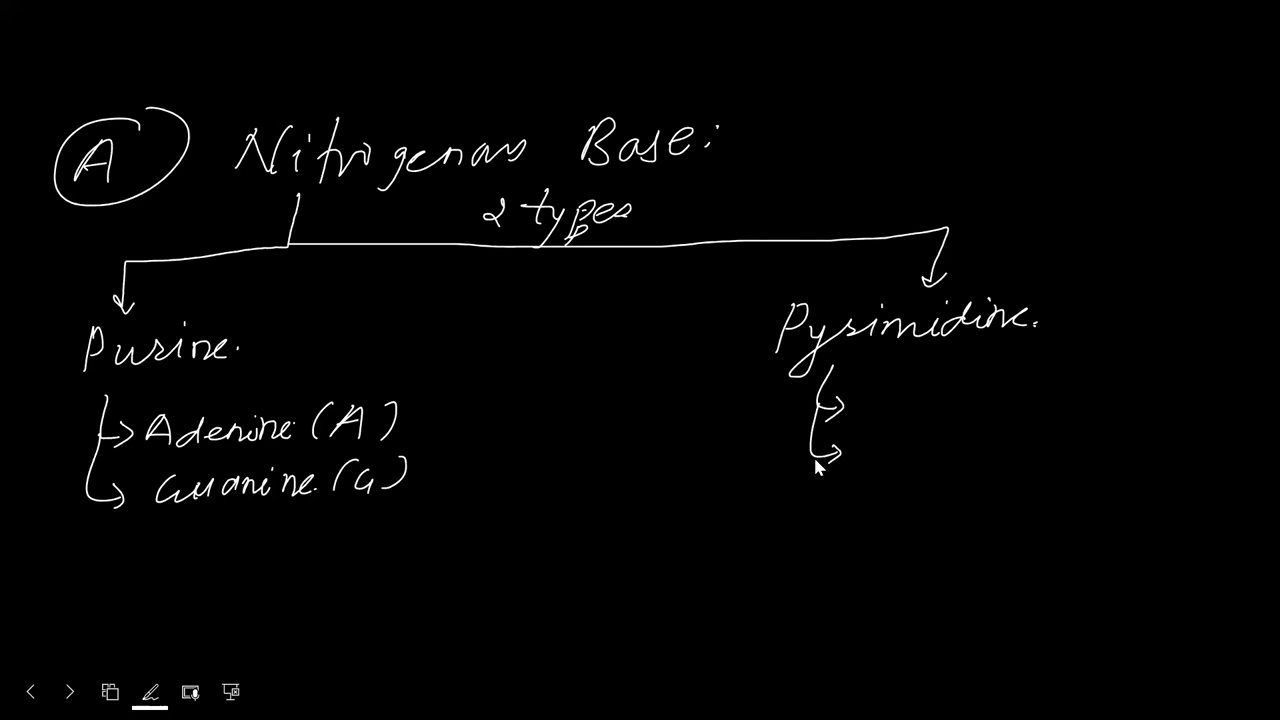 A Nitrogenous Base:
2 types
Purine.
Pyrimidine.
→ Adenine (A)
→ Guanine (G)